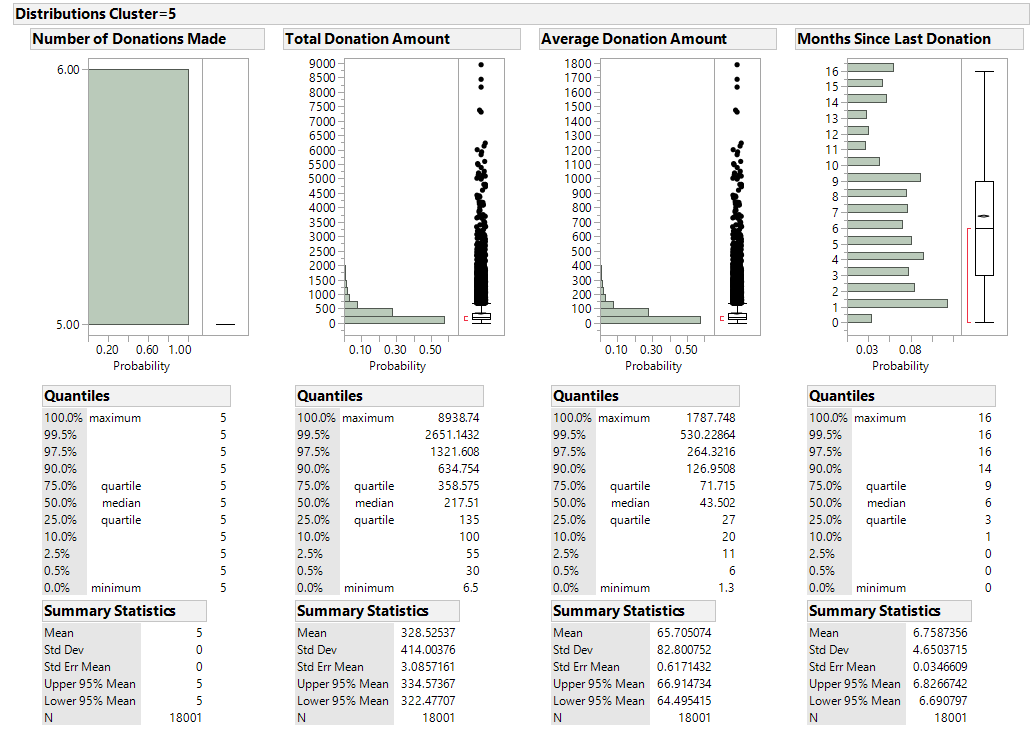 Distributions Cluster=5
Number of Donations Made
6.00
5.00
0.20 0.60 1.00
Probability
Quantiles
100.0% maximum 5
99.5% 5
97.5% 5
90.0% 5
75.0% quartile 5
50.0% median 5
25.0% quartile 5
10.0% 5
2.5% 5
0.5% 5
0.0% minimum 5
Summary Statistics
Mean 5
Std Dev 0
Std Err Mean 0
Upper 95% Mean 5
Lower 95% Mean 5
N 18001
Total Donation Amount
9000
8500
8000
7500
7000
6500
6000
5500
5000
4500
4000
3500
3000
2500
2000
1500
1000
500
0
0.10 0.30 0.50
Probability
Quantiles
100.0% maximum 8938.74
99.5% 2651.1432
97.5% 1321.608
90.0% 634.754
75.0% quartile 358.575
50.0% median 217.51
25.0% quartile 135
10.0% 100
2.5% 55
0.5% 30
0.0% minimum 6.5
Summary Statistics
Mean 328.52537
Std Dev 414.00376
Std Err Mean 3.0857161
Upper 95% Mean 334.57367
Lower 95% Mean 322.47707
N 18001
Average Donation Amount
1800
1700
1600
1500
1400
1300
1200
1100
1000
900
800
700
600
500
400
300
200
100
0
0.10 0.30 0.50
Probability
Quantiles
100.0% maximum 1787.748
99.5% 530.22864
97.5% 264.3216
90.0% 126.9508
75.0% quartile 71.715
50.0% median 43.502
25.0% quartile 27
10.0% 20
2.5% 11
0.5% 6
0.0% minimum 1.3
Summary Statistics
Mean 65.705074
Std Dev 82.800752
Std Err Mean 0.6171432
Upper 95% Mean 66.914734
Lower 95% Mean 64.495415
N 18001
Months Since Last Donation
16
15
14
13
12
11
10
9
8
7
6
5
4
3
2
1
0
0.03 0.08
Probability
Quantiles
100.0% maximum 16
99.5% 16
97.5% 16
90.0% 14
75.0% quartile 9
50.0% median 6
25.0% quartile 3
10.0% 1
2.5% 0
0.5% 0
0.0% minimum 0
Summary Statistics
Mean 6.7587356
Std Dev 4.6503715
Std Err Mean 0.0346609
Upper 95% Mean 6.8266742
Lower 95% Mean 6.690797
N 18001